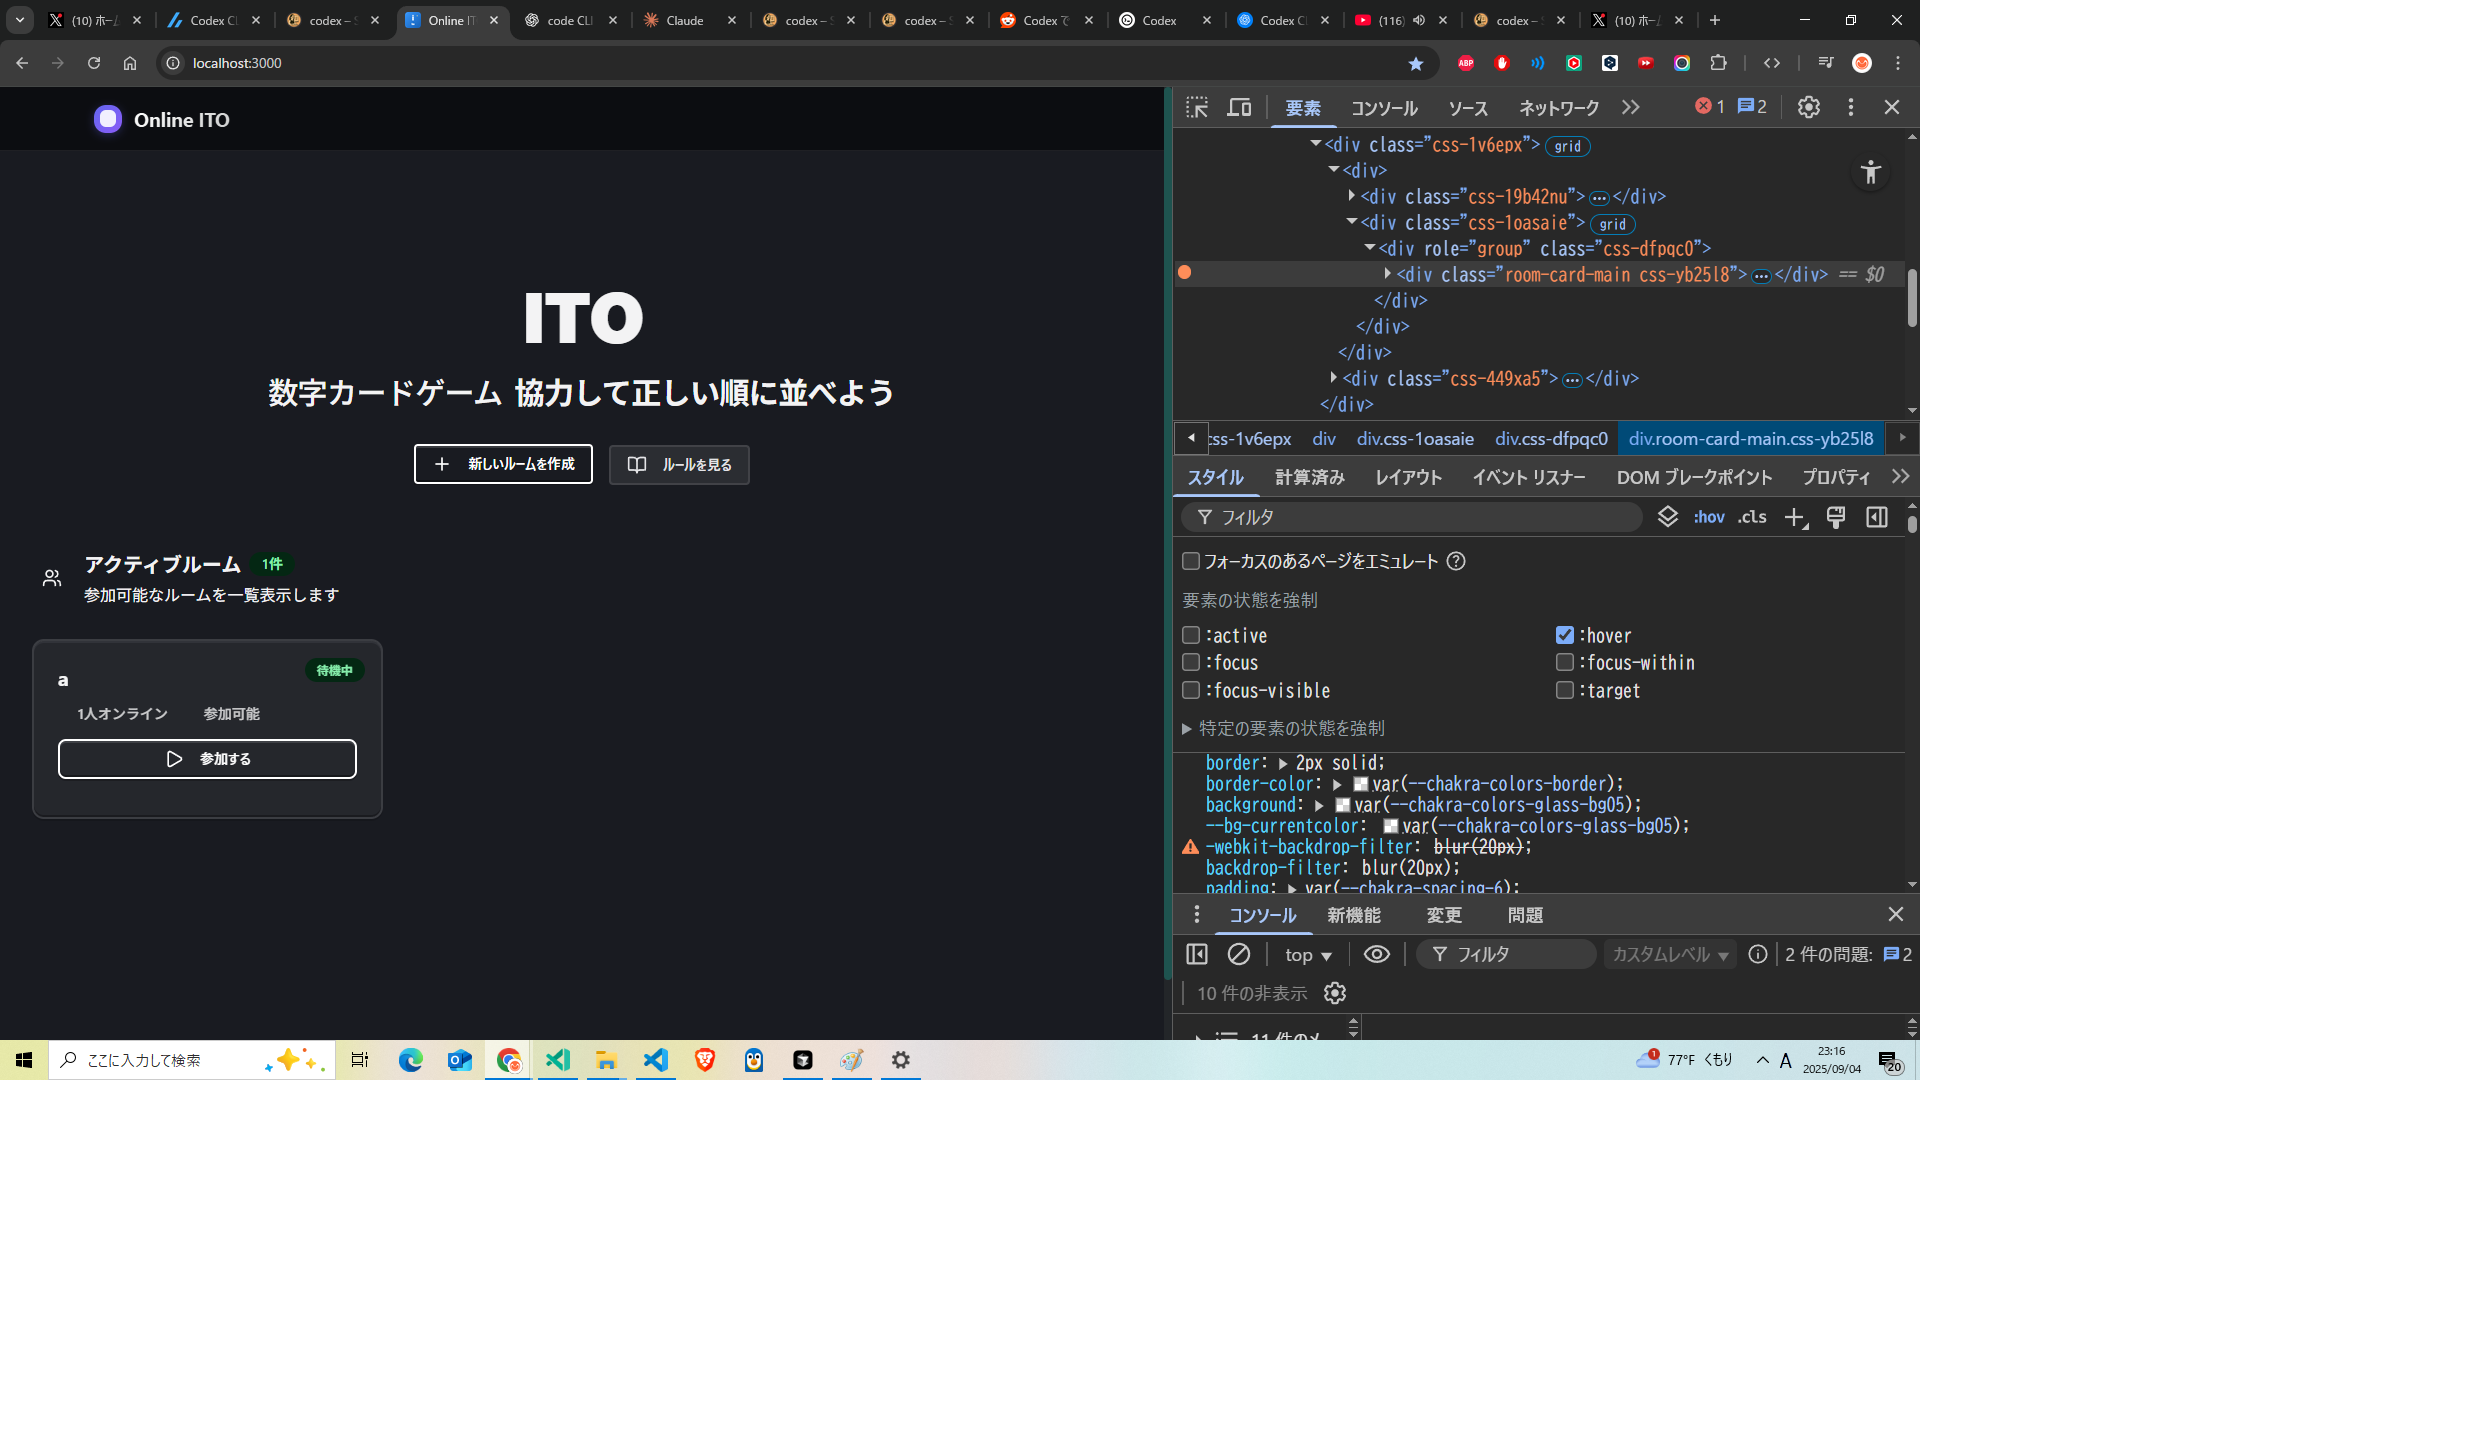 (10) ホーム
Codex CL
codex – S
Online IT
code CLI
Claude
codex – S
codex – S
Codex で
Codex
Codex CL
(116)
codex – S
(10) ホーム
localhost:3000
Online ITO
ITO
数字カードゲーム 協力して正しい順に並べよう
新しいルームを作成
ルールを見る
アクティブルーム
1件
参加可能なルームを一覧表示します
a
待機中
1人オンライン
参加可能
参加する
要素
コンソール
ソース
ネットワーク
1
2
<div class="css-1v6epx"> grid
<div>
<div class="css-19b42nu"> … </div>
<div class="css-1oasaie"> grid
<div role="group" class="css-dfpqc0">
<div class="room-card-main css-yb25l8"> … </div> == $0
</div>
</div>
</div>
<div class="css-449xa5"> … </div>
</div>
css-1v6epx div div.css-1oasaie div.css-dfpqc0 div.room-card-main.css-yb25l8
スタイル
計算済み
レイアウト
イベント リスナー
DOM ブレークポイント
プロパティ
フィルタ
:hov
.cls
フォーカスのあるページをエミュレート
要素の状態を強制
:active
:hover
:focus
:focus-within
:focus-visible
:target
特定の要素の状態を強制
border: 2px solid;
border-color: var(--chakra-colors-border);
background: var(--chakra-colors-glass-bg05);
--bg-currentcolor: var(--chakra-colors-glass-bg05);
-webkit-backdrop-filter: blur(20px);
backdrop-filter: blur(20px);
padding: var(--chakra-spacing-6);
コンソール
新機能
変更
問題
top
フィルタ
カスタムレベル
2 件の問題:
2
10 件の非表示
11 件のメ
ここに入力して検索
77°F くもり
A
23:16
2025/09/04
20